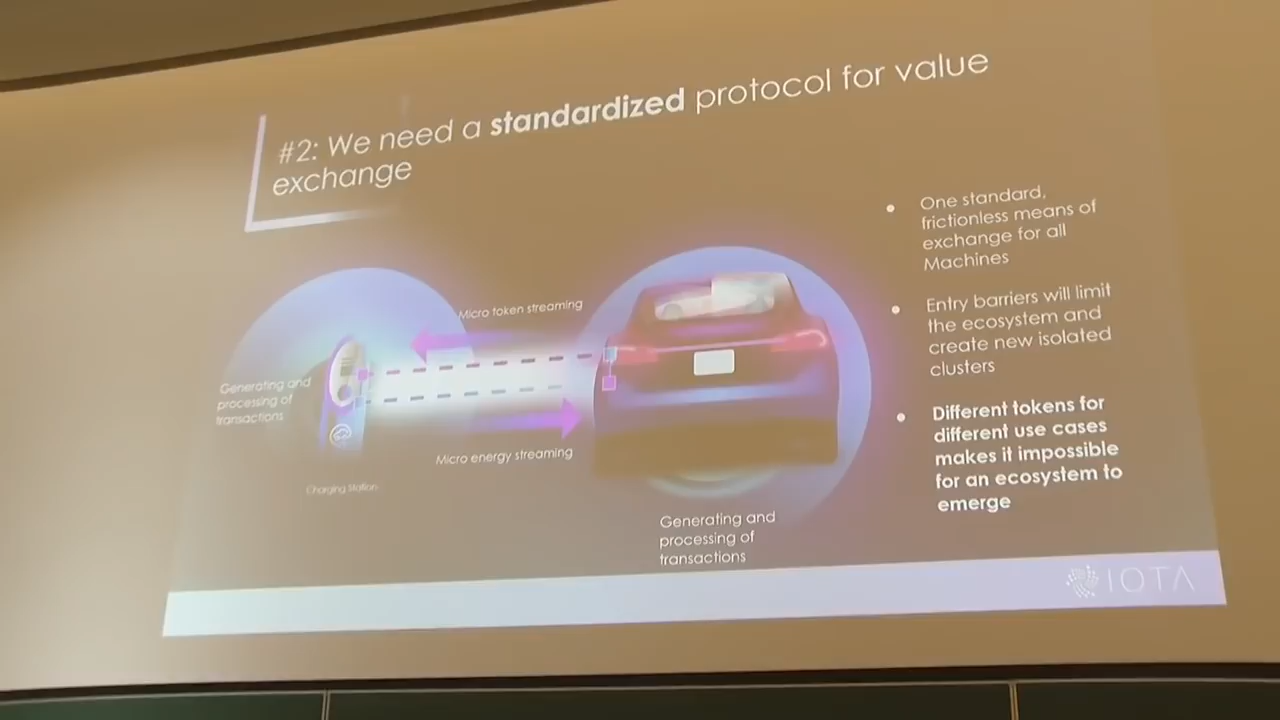 #2: We need a standardized protocol for value
exchange
One standard,
frictionless means of
exchange for all
Machines
Entry barriers will limit
the ecosystem and
create new isolated
clusters
Different tokens for
different use cases
makes it impossible
for an ecosystem to
emerge
Micro token streaming
Generating and
processing of
transactions
Micro energy streaming
Charging Station
Generating and
processing of
transactions
IOTA